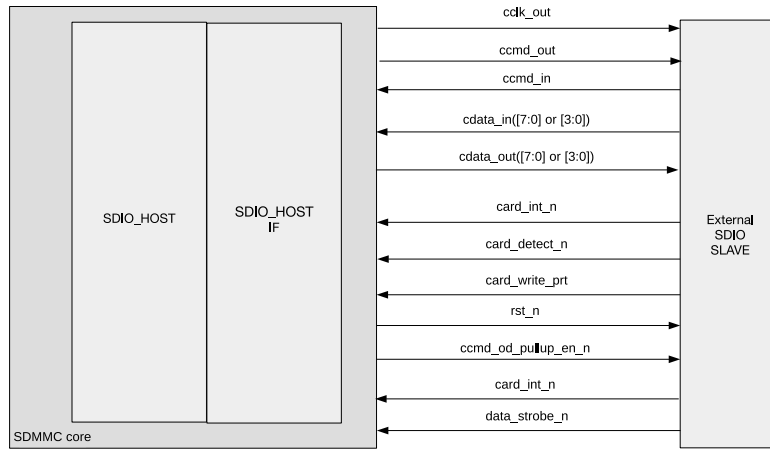 cclk_out
ccmd_out
ccmd_in
cdata_in([7:0] or [3:0])
cdata_out([7:0] or [3:0])
SDIO_HOST
SDIO_HOST
IF
card_int_n
External
SDIO
SLAVE
card_detect_n
card_write_prt
rst_n
ccmd_od_pullup_en_n
card_int_n
data_strobe_n
SDMMC core